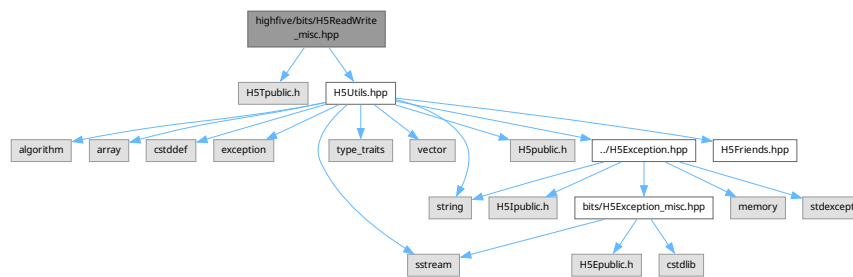 highfive/bits/H5ReadWrite
_misc.hpp
H5Tpublic.h
H5Utils.hpp
algorithm
array
cstddef
exception
type_traits
vector
H5public.h
../H5Exception.hpp
H5Friends.hpp
string
H5Ipublic.h
bits/H5Exception_misc.hpp
memory
stdexcept
sstream
H5Epublic.h
cstdlib